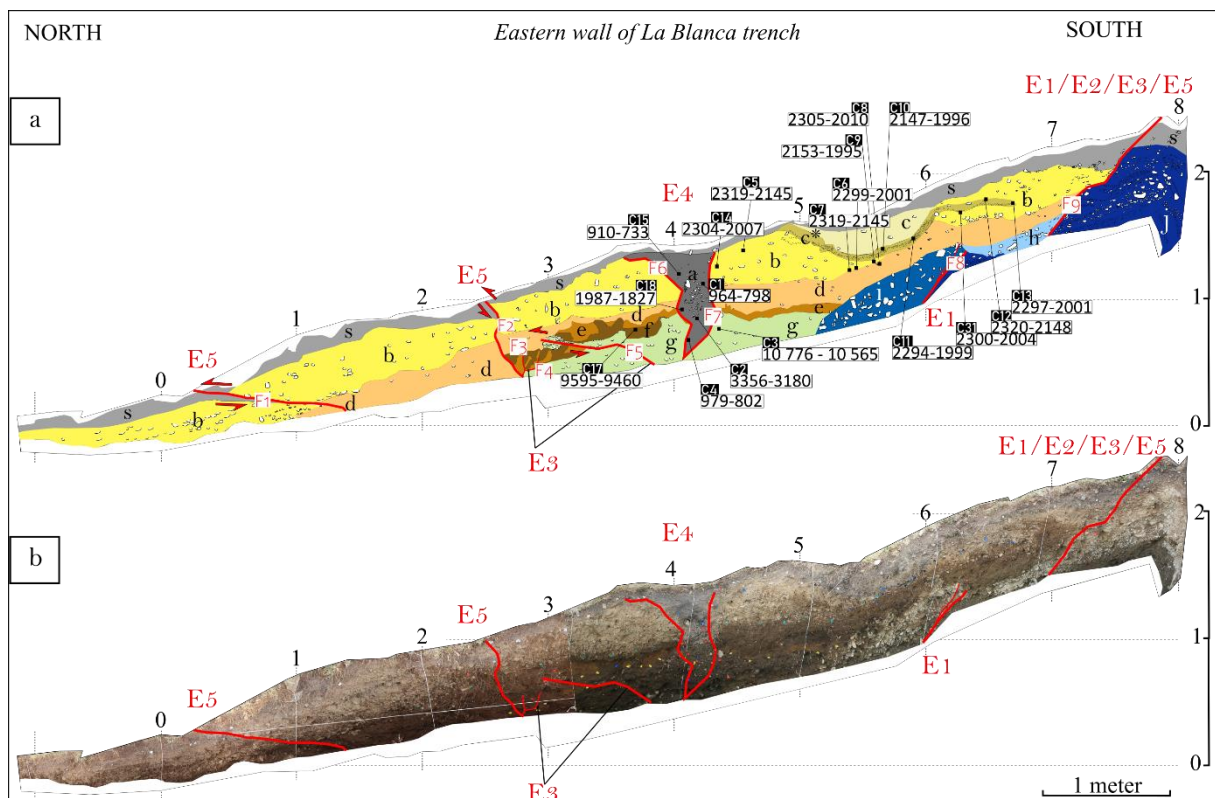 NORTH
Eastern wall of La Blanca trench
SOUTH
a
E1/E2/E3/E5
8
7
C8
2305-2010
C10
2147-1996
C9
2153-1995
C6
2299-2001
6
s
2
C5
2319-2145
C7
2319-2145
E4
C15
910-733
4
C14
2304-2007
5
c*
c
b
F9
J
h
s
E5
3
s
F6
a
b
C18
1987-1827
C1
964-798
d
F8
i
C13
2297-2001
C12
2320-2148
C31
2300-2004
1
2
b
F2
d
e
f
F7
e
E1
C11
2294-1999
s
1
b
F3
F5
g
g
C3
10 776 - 10 565
E5
0
d
F4
C17
9595-9460
C2
3356-3180
C4
979-802
s
b
F1
d
E3
0
E1/E2/E3/E5
8
7
2
b
E4
6
5
4
E5
3
2
1
1
E1
E5
0
E3
0
1 meter